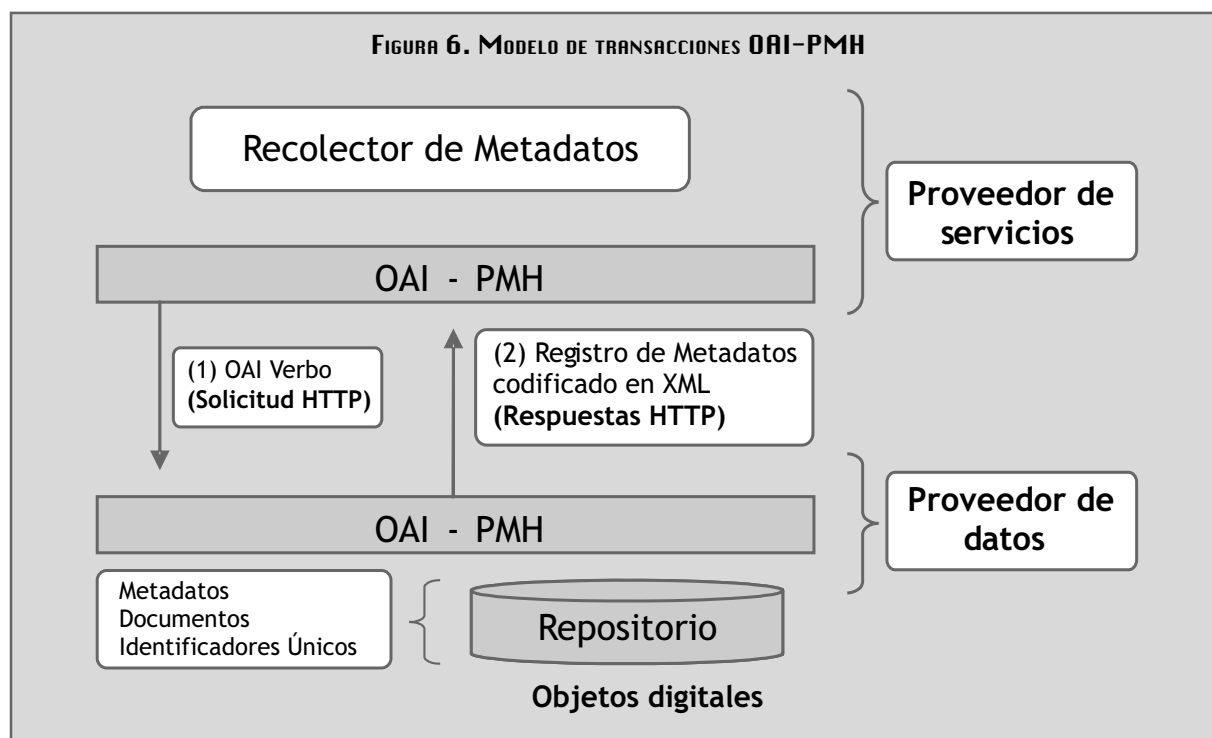 Figura 6. Modelo de transacciones OAI-PMH
Recolector de Metadatos
Proveedor de
servicios
OAI - PMH
(1) OAI Verbo
(Solicitud HTTP)
(2) Registro de Metadatos
codificado en XML
(Respuestas HTTP)
OAI - PMH
Proveedor de
datos
Metadatos
Documentos
Identificadores Únicos
Repositorio
Objetos digitales